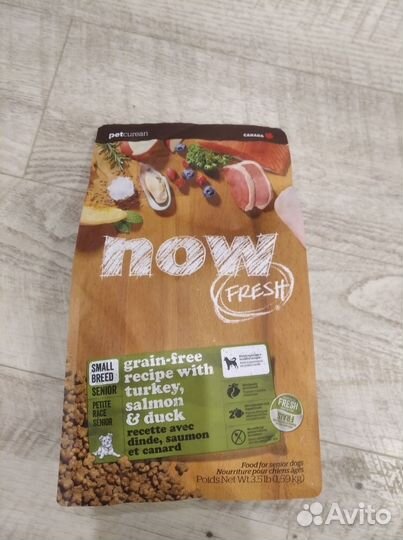 petcurean
CANADA
now
FRESH
SMALL
BREED
SENIOR
PETITE
RACE
SENIOR
grain-free
recipe with
turkey,
salmon
& duck
recette avec
dinde, saumon
et canard
FRESH
FRAIS
Food for senior dogs
Nourriture pour chiens âgés
Poids Net Wt 3.5 lb (1.59 kg)
Avito